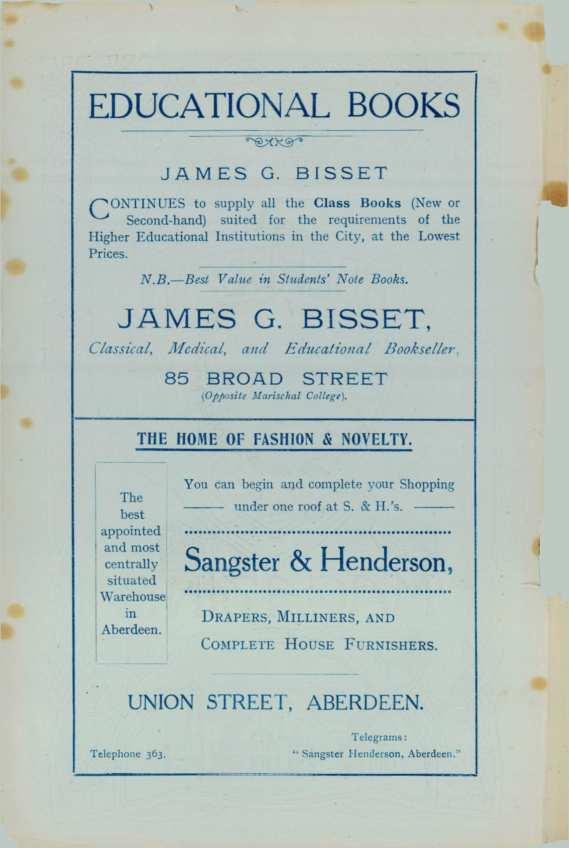 EDUCATIONAL BOOKS
JAMES G. BISSET
CONTINUES to supply all the Class Books (New or
Second-hand) suited for the requirements of the
Higher Educational Institutions in the City, at the Lowest
Prices.
N.B.—Best Value in Students' Note Books.
JAMES G. BISSET,
Classical, Medical, and Educational Bookseller,
85 BROAD STREET
(Opposite Marischal College).
THE HOME OF FASHION & NOVELTY.
The
best
appointed
and most
centrally
situated
Warehouse
in
Aberdeen.
You can begin and complete your Shopping
under one roof at S. & H.'s.
Sangster & Henderson,
DRAPERS, MILLINERS, AND
COMPLETE HOUSE FURNISHERS.
UNION STREET, ABERDEEN.
Telephone 363.
Telegrams:
“Sangster Henderson, Aberdeen.”